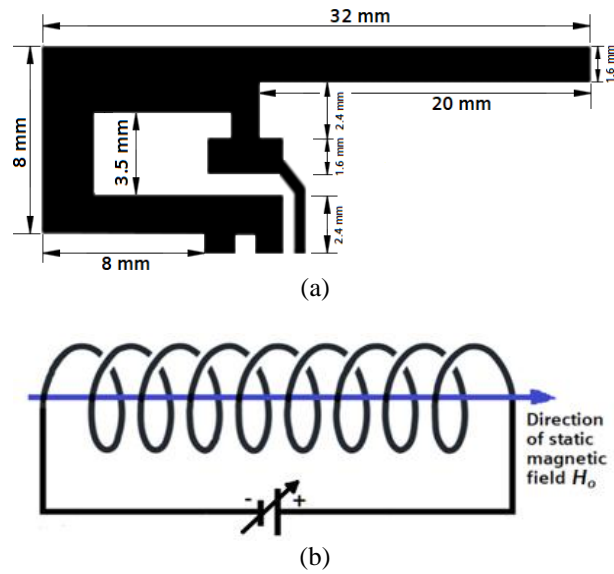 32 mm
1.6 mm
20 mm
2.4 mm
8 mm
3.5 mm
1.6 mm
2.4 mm
8 mm
(a)
Direction
of static
magnetic
field H₀
- +
(b)